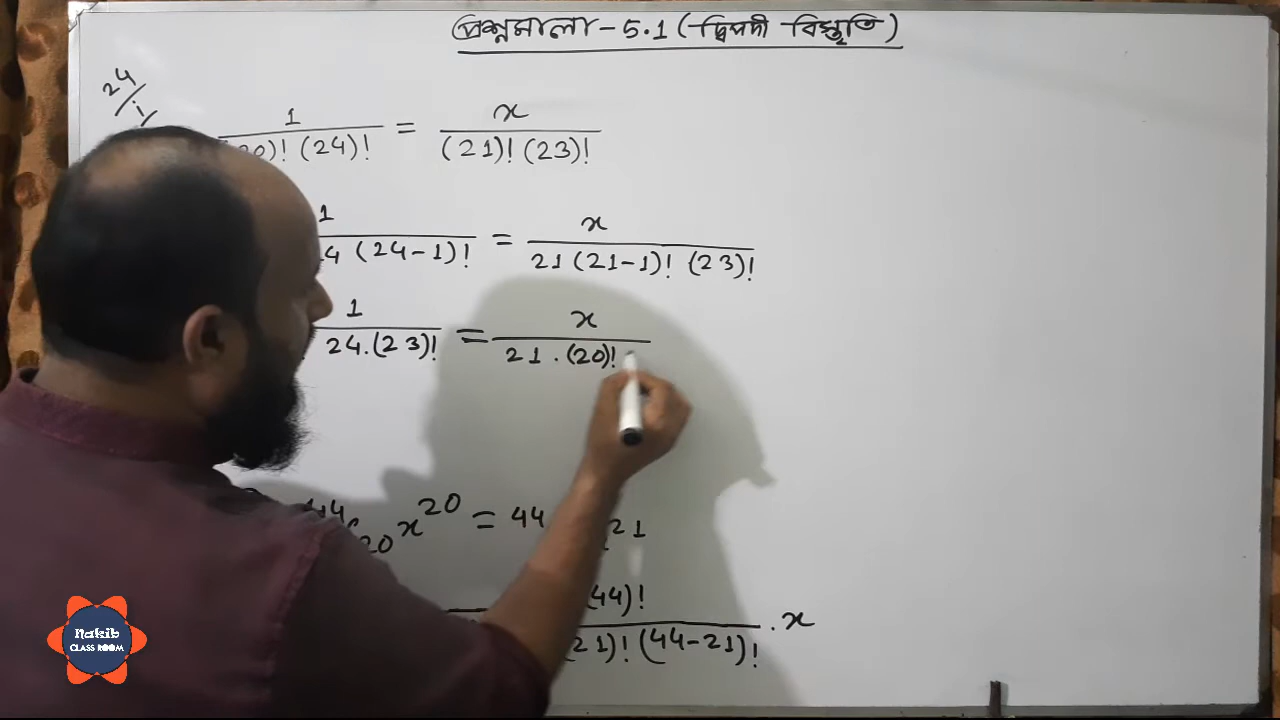 প্রশ্নমালা - 5.1 (দ্বিপদী বিস্তৃতি)
24/i/
1/(20)! (24)! = x/(21)! (23)!
1/4 (24-1)! = x/21 (21-1)! (23)!
1/24.(23)! = x/21 . (20)!
44C20 x^20 = 44 21
(44)!/(21)! (44-21)! . x
Nakib
CLASS ROOM